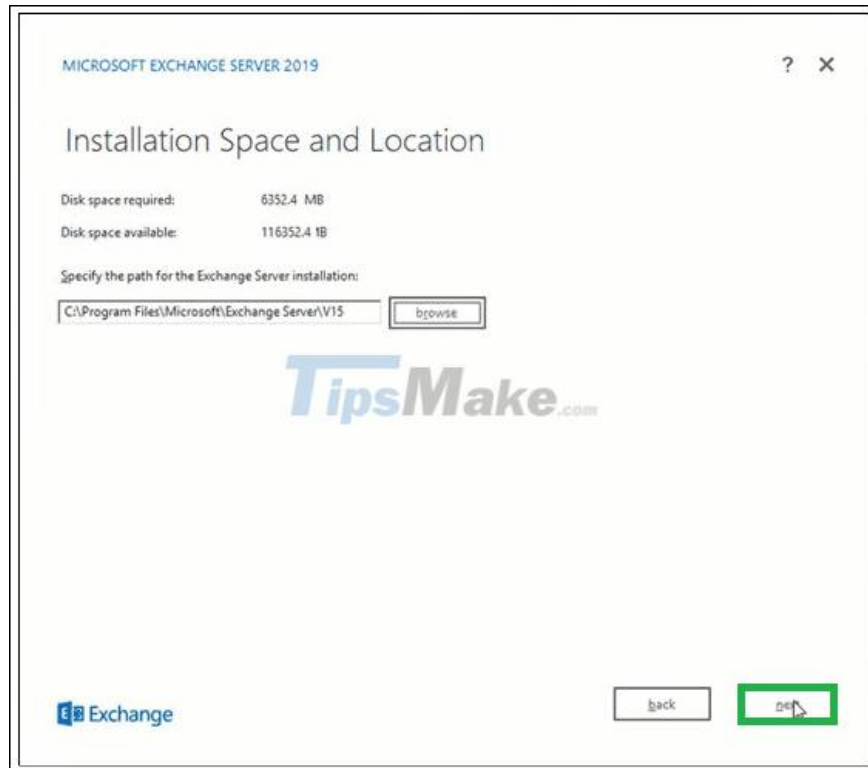 MICROSOFT EXCHANGE SERVER 2019 ? ×
Installation Space and Location
Disk space required: 6352.4 MB
Disk space available: 116352.4 1B
Specify the path for the Exchange Server installation:
C:\Program Files\Microsoft\Exchange Server\V15 browse
TipsMake.com
Exchange back